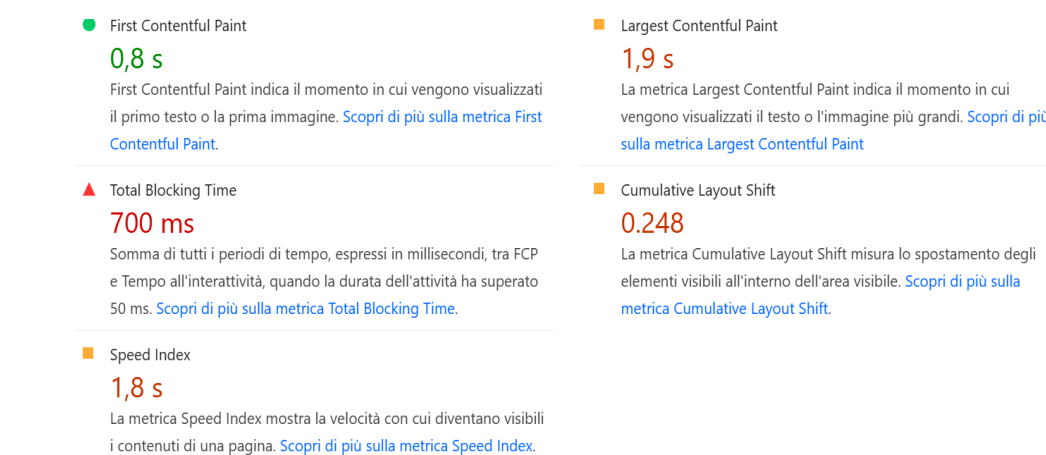 First Contentful Paint
0,8 s
First Contentful Paint indica il momento in cui vengono visualizzati
il primo testo o la prima immagine. Scopri di più sulla metrica First
Contentful Paint.
Largest Contentful Paint
1,9 s
La metrica Largest Contentful Paint indica il momento in cui
vengono visualizzati il testo o l'immagine più grandi. Scopri di più
sulla metrica Largest Contentful Paint
Total Blocking Time
700 ms
Somma di tutti i periodi di tempo, espressi in millisecondi, tra FCP
e Tempo all'interattività, quando la durata dell'attività ha superato
50 ms. Scopri di più sulla metrica Total Blocking Time.
Cumulative Layout Shift
0.248
La metrica Cumulative Layout Shift misura lo spostamento degli
elementi visibili all'interno dell'area visibile. Scopri di più sulla
metrica Cumulative Layout Shift.
Speed Index
1,8 s
La metrica Speed Index mostra la velocità con cui diventano visibili
i contenuti di una pagina. Scopri di più sulla metrica Speed Index.